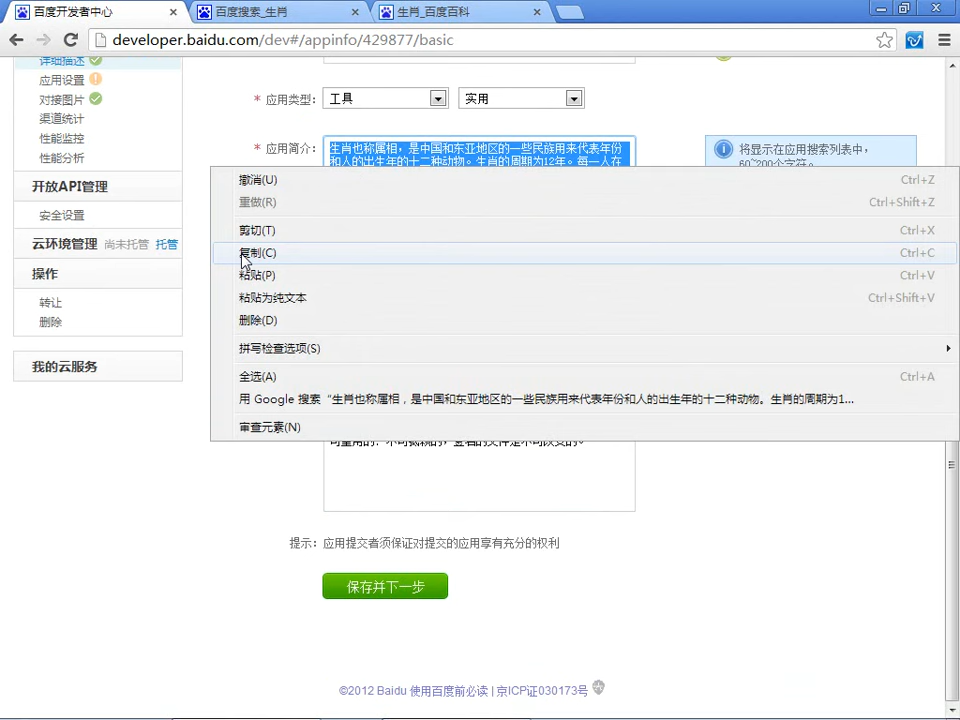 百度开发者中心
百度搜索_生肖
生肖_百度百科
developer.baidu.com/dev#/appinfo/429877/basic
详细描述
应用设置
对接图片
渠道统计
性能监控
性能分析
开放API管理
安全设置
云环境管理 尚未托管 托管
操作
转让
删除
我的云服务
* 应用类型： 工具 实用
* 应用简介： 生肖也称属相，是中国和东亚地区的一些民族用来代表年份
和人的出生年的十二种动物。生肖的周期为12年。每一人在
将显示在应用搜索列表中，
60~200个字符。
撤消(U) Ctrl+Z
重做(R) Ctrl+Shift+Z
剪切(T) Ctrl+X
复制(C) Ctrl+C
粘贴(P) Ctrl+V
粘贴为纯文本 Ctrl+Shift+V
删除(D)
拼写检查选项(S)
全选(A) Ctrl+A
用 Google 搜索“生肖也称属相，是中国和东亚地区的一些民族用来代表年份和人的出生年的十二种动物。生肖的周期为1...
审查元素(N)
提示：应用提交者须保证对提交的应用享有充分的权利
保存并下一步
©2012 Baidu 使用百度前必读 | 京ICP证030173号